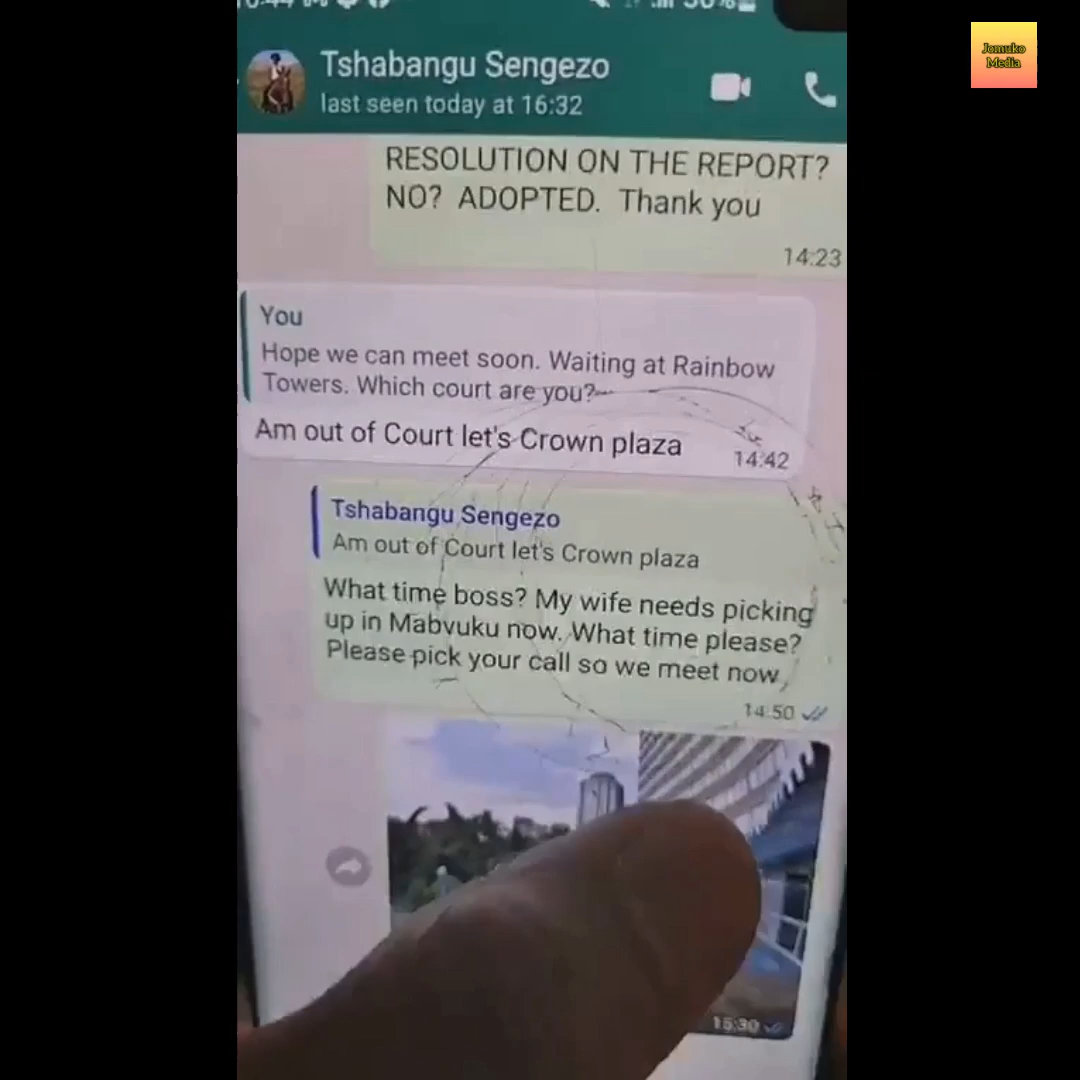 Jomuko
Media
Tshabangu Sengezo
last seen today at 16:32
RESOLUTION ON THE REPORT?
NO? ADOPTED. Thank you
14:23
You
Hope we can meet soon. Waiting at Rainbow
Towers. Which court are you?
Am out of Court let's Crown plaza
14:42
Tshabangu Sengezo
Am out of Court let's Crown plaza
What time boss? My wife needs picking
up in Mabvuku now. What time please?
Please pick your call so we meet now
14:50
15:30